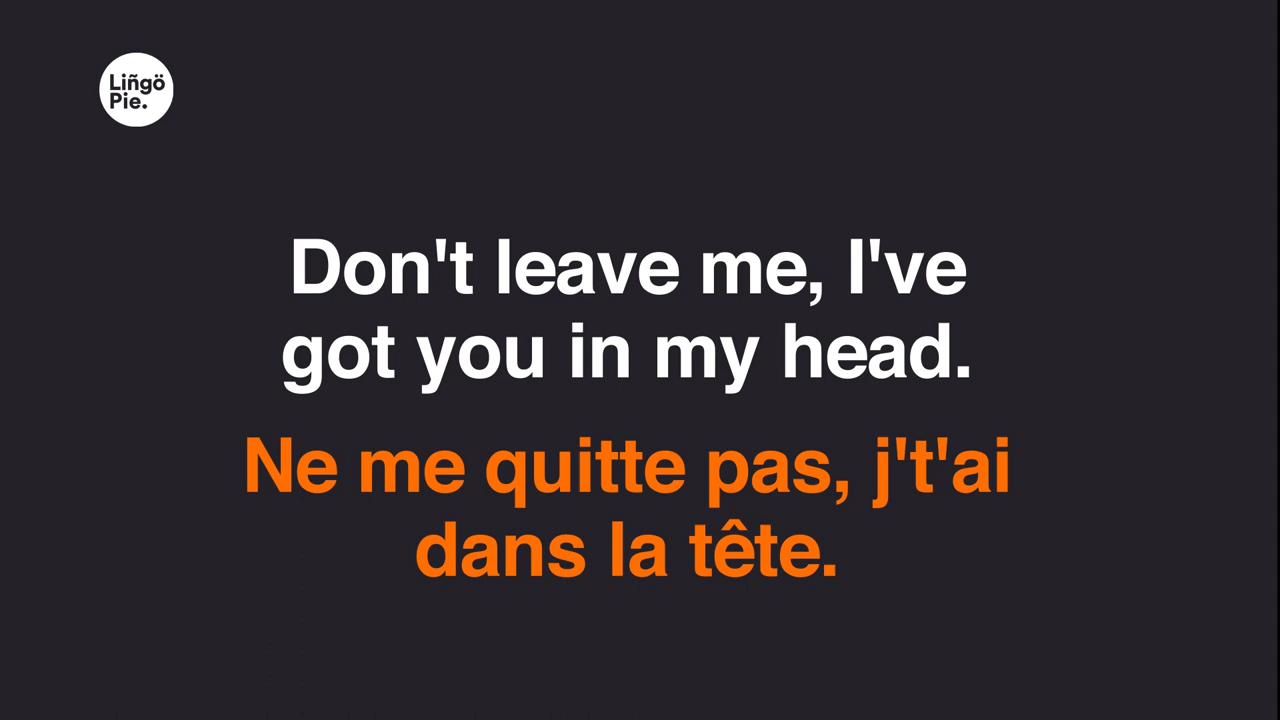 Liñgö
Pie.
Don't leave me, I've
got you in my head.
Ne me quitte pas, j't'ai
dans la tête.